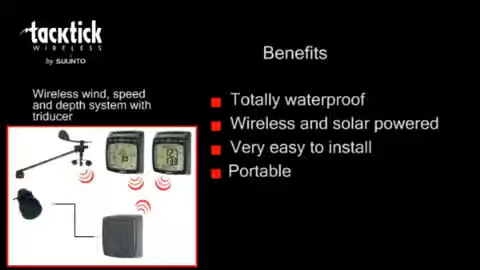 tacktick
WIRELESS
by SUUNTO
Benefits
Wireless wind, speed
and depth system with
triducer
Totally waterproof
Wireless and solar powered
Very easy to install
Portable